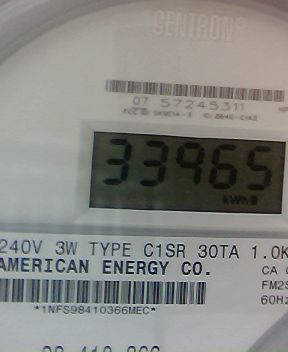 CENTRON®
07 57245311
33965
kWh
240V 3W TYPE C1SR 30TA 1.0K
AMERICAN ENERGY CO.
CA
FM2S
60Hz
*1NFS98410366MEC*